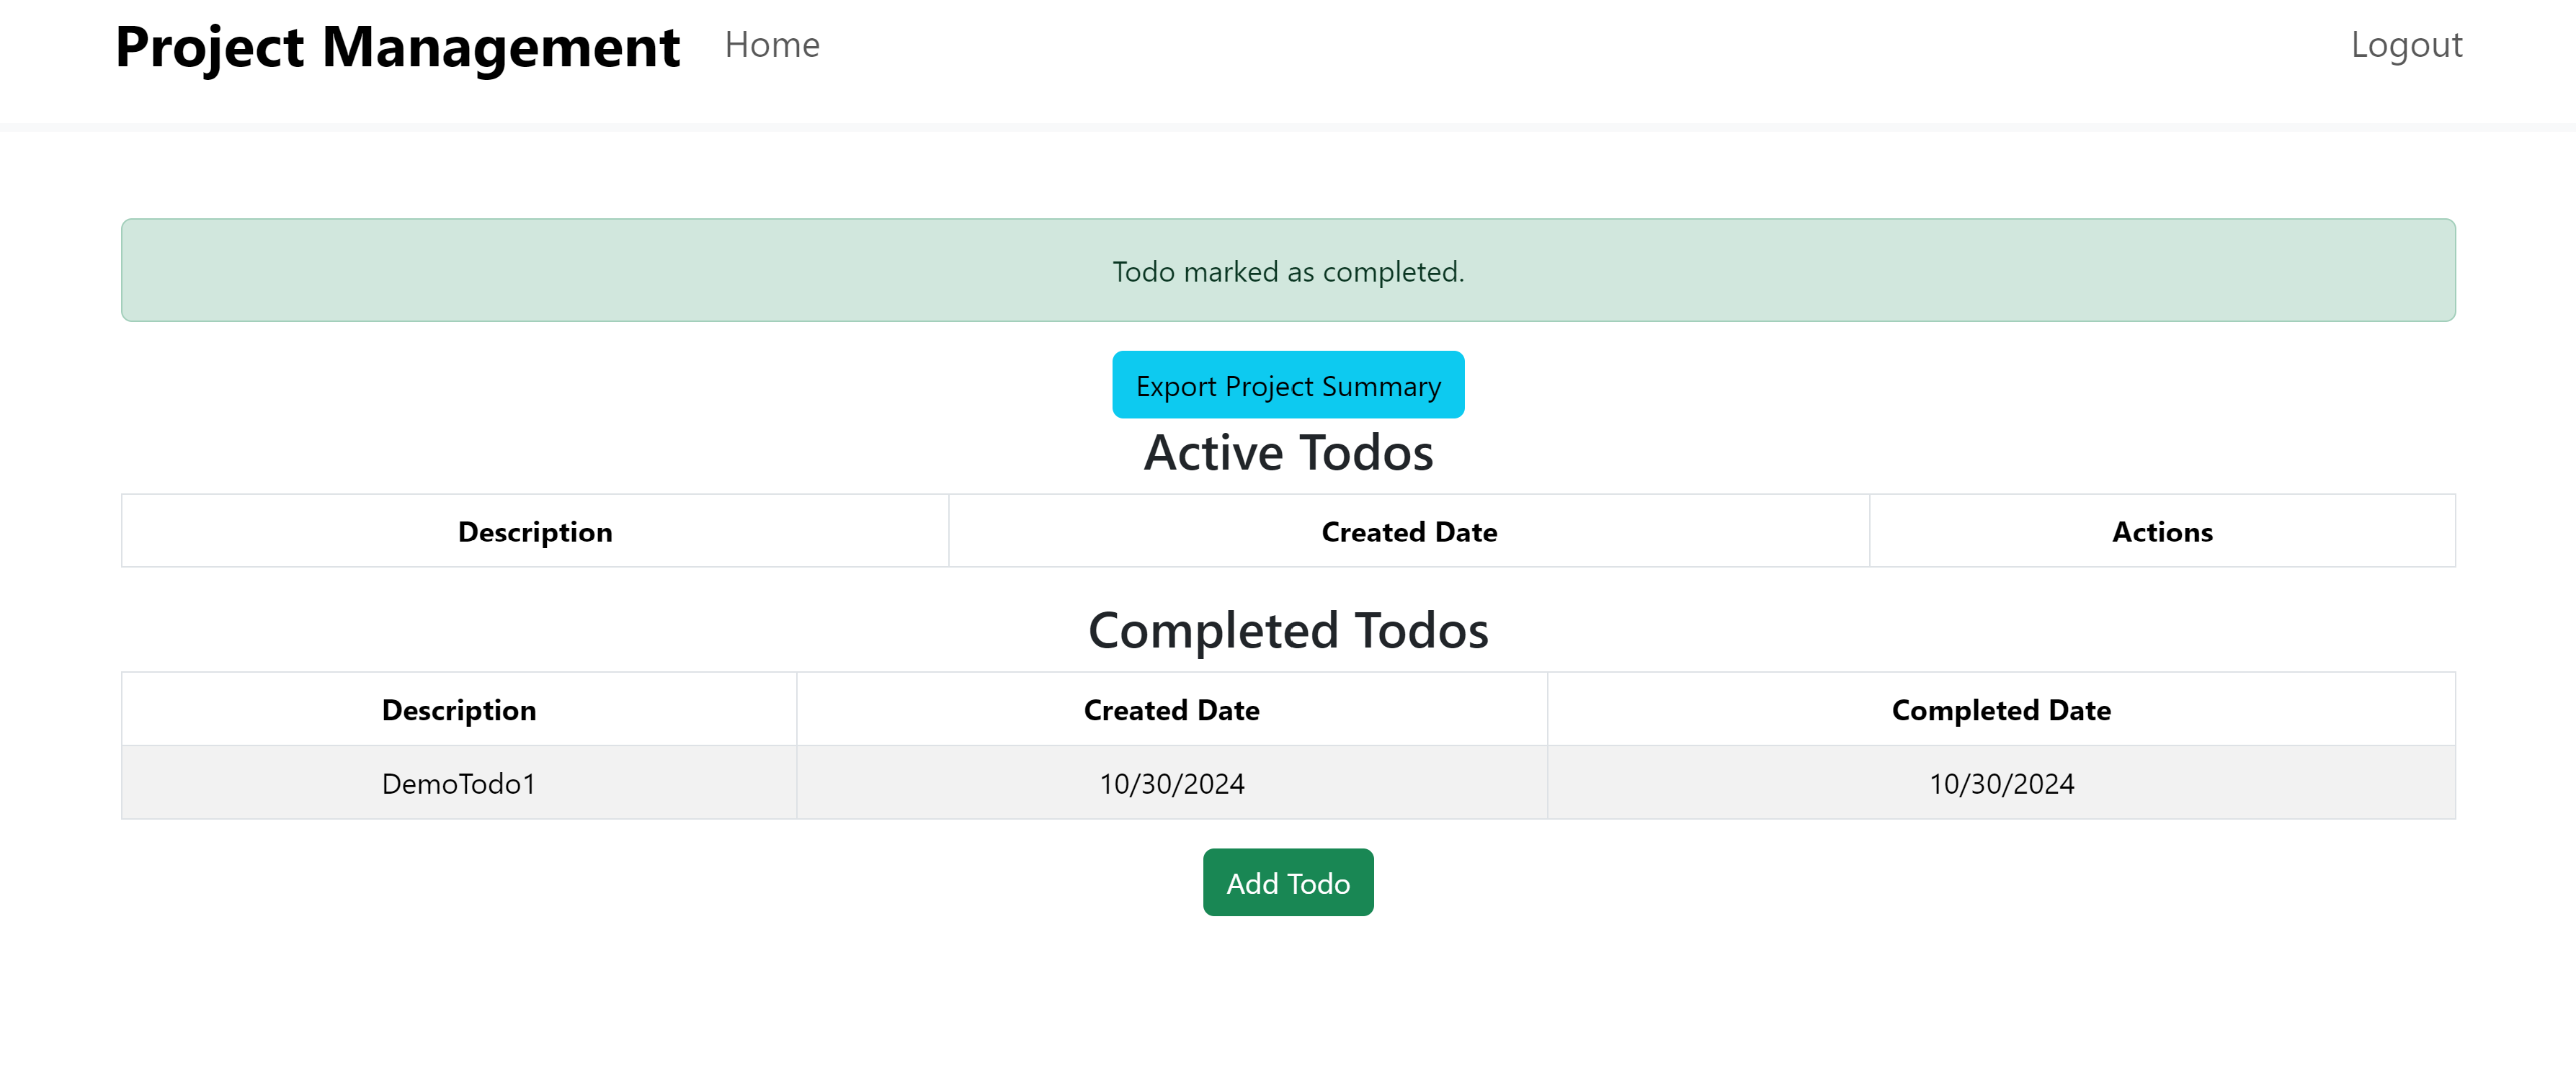 Project Management Home Logout
Todo marked as completed.
Export Project Summary
Active Todos
Description Created Date Actions
Completed Todos
Description Created Date Completed Date
DemoTodo1 10/30/2024 10/30/2024
Add Todo